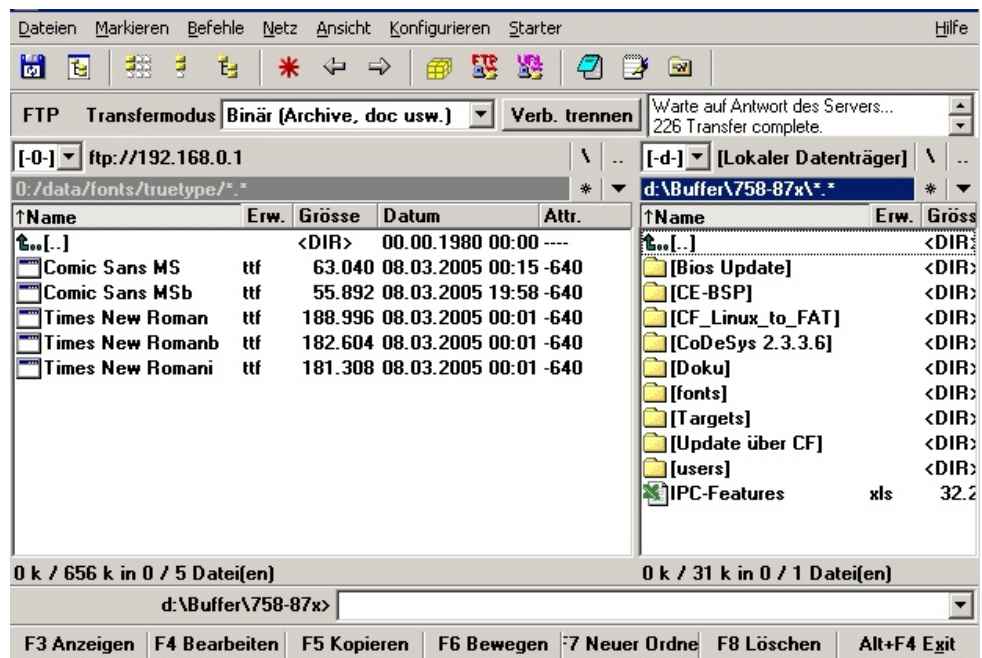 Dateien Markieren Befehle Netz Ansicht Konfigurieren Starter Hilfe
FTP URL
FTP Transfermodus Binär (Archive, doc usw.) Verb. trennen
Warte auf Antwort des Servers...
226 Transfer complete.
[-0-] ftp://192.168.0.1 \ ..
[-d-] [Lokaler Datenträger] \ ..
0:/data/fonts/truetype/*.* *
d:\Buffer\758-87x\*.* *
↑Name Erw. Grösse Datum Attr.
[..] <DIR> 00.00.1980 00:00 ----
Comic Sans MS ttf 63.040 08.03.2005 00:15 -640
Comic Sans MSb ttf 55.892 08.03.2005 19:58 -640
Times New Roman ttf 188.996 08.03.2005 00:01 -640
Times New Romanb ttf 182.604 08.03.2005 00:01 -640
Times New Romani ttf 181.308 08.03.2005 00:01 -640
↑Name Erw. Gröss
[..] <DIR>
[Bios Update] <DIR>
[CE-BSP] <DIR>
[CF_Linux_to_FAT] <DIR>
[CoDeSys 2.3.3.6] <DIR>
[Doku] <DIR>
[fonts] <DIR>
[Targets] <DIR>
[Update über CF] <DIR>
[users] <DIR>
IPC-Features xls 32.2
0 k / 656 k in 0 / 5 Datei(en)
0 k / 31 k in 0 / 1 Datei(en)
d:\Buffer\758-87x>
F3 Anzeigen F4 Bearbeiten F5 Kopieren F6 Bewegen F7 Neuer Ordne F8 Löschen Alt+F4 Exit